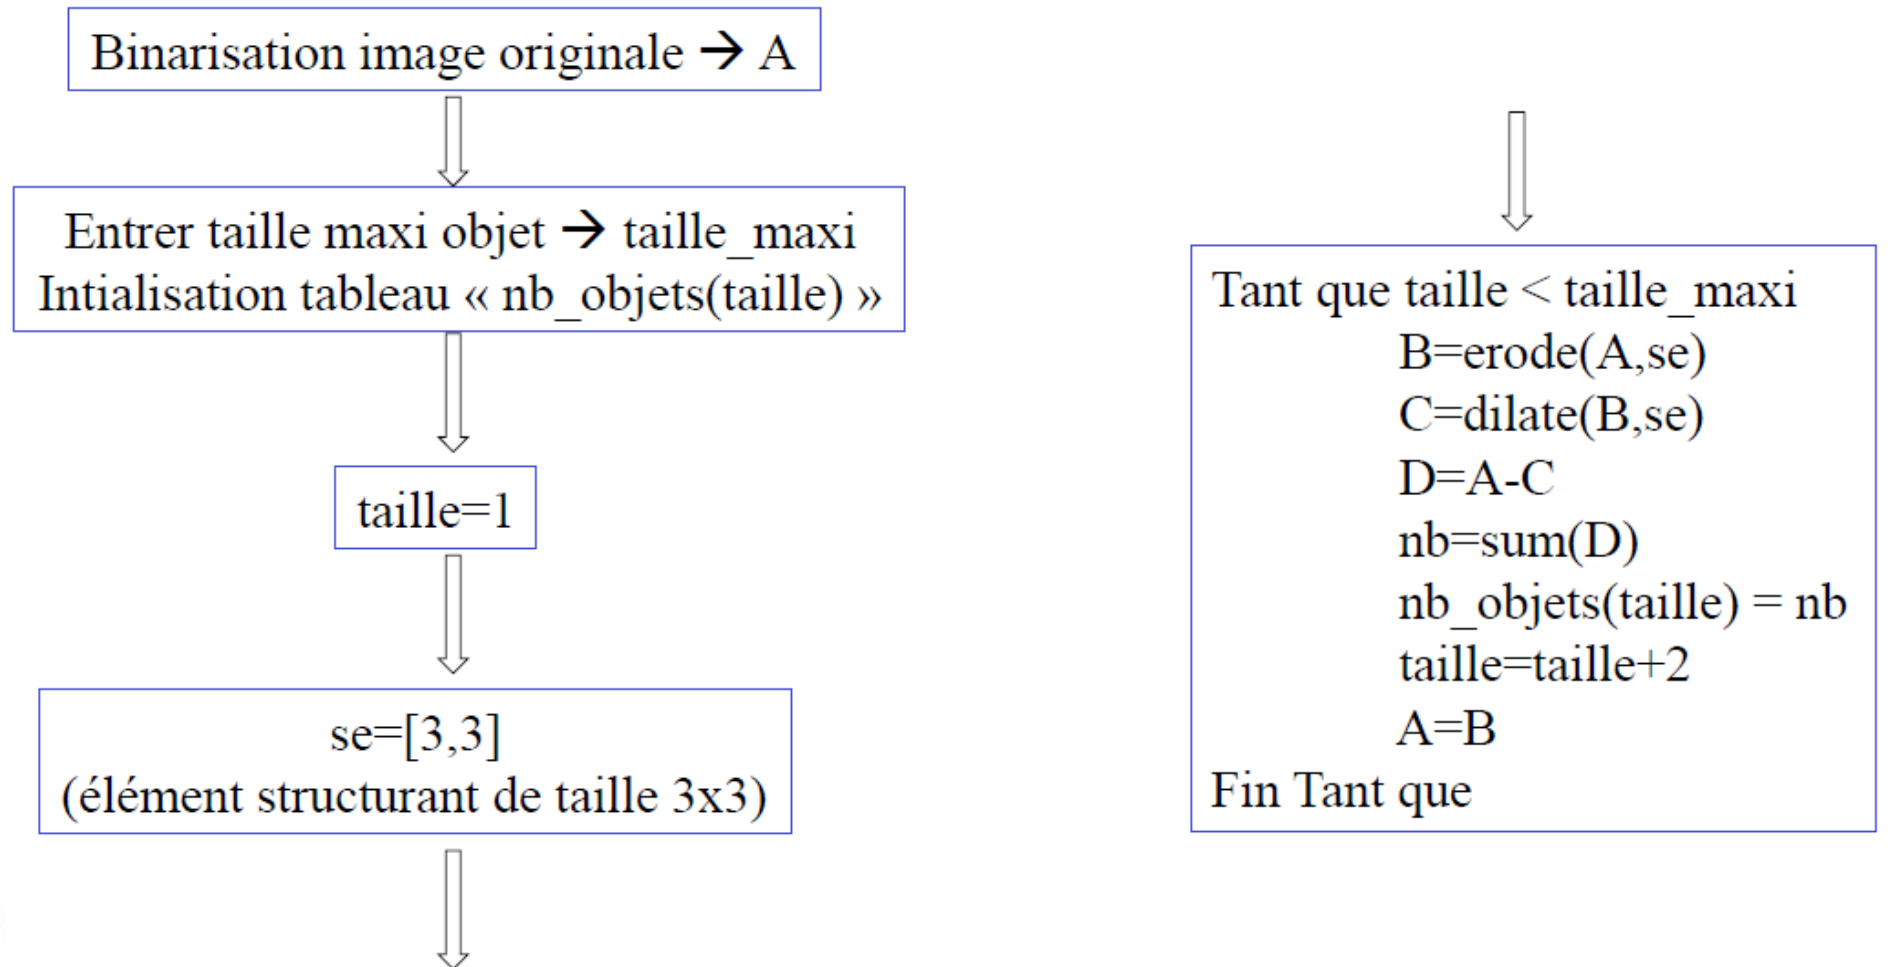 Binarisation image originale → A
Entrer taille maxi objet → taille_maxi
Intialisation tableau « nb_objets(taille) »
taille=1
se=[3,3]
(élément structurant de taille 3x3)
Tant que taille < taille_maxi
B=erode(A,se)
C=dilate(B,se)
D=A-C
nb=sum(D)
nb_objets(taille) = nb
taille=taille+2
A=B
Fin Tant que